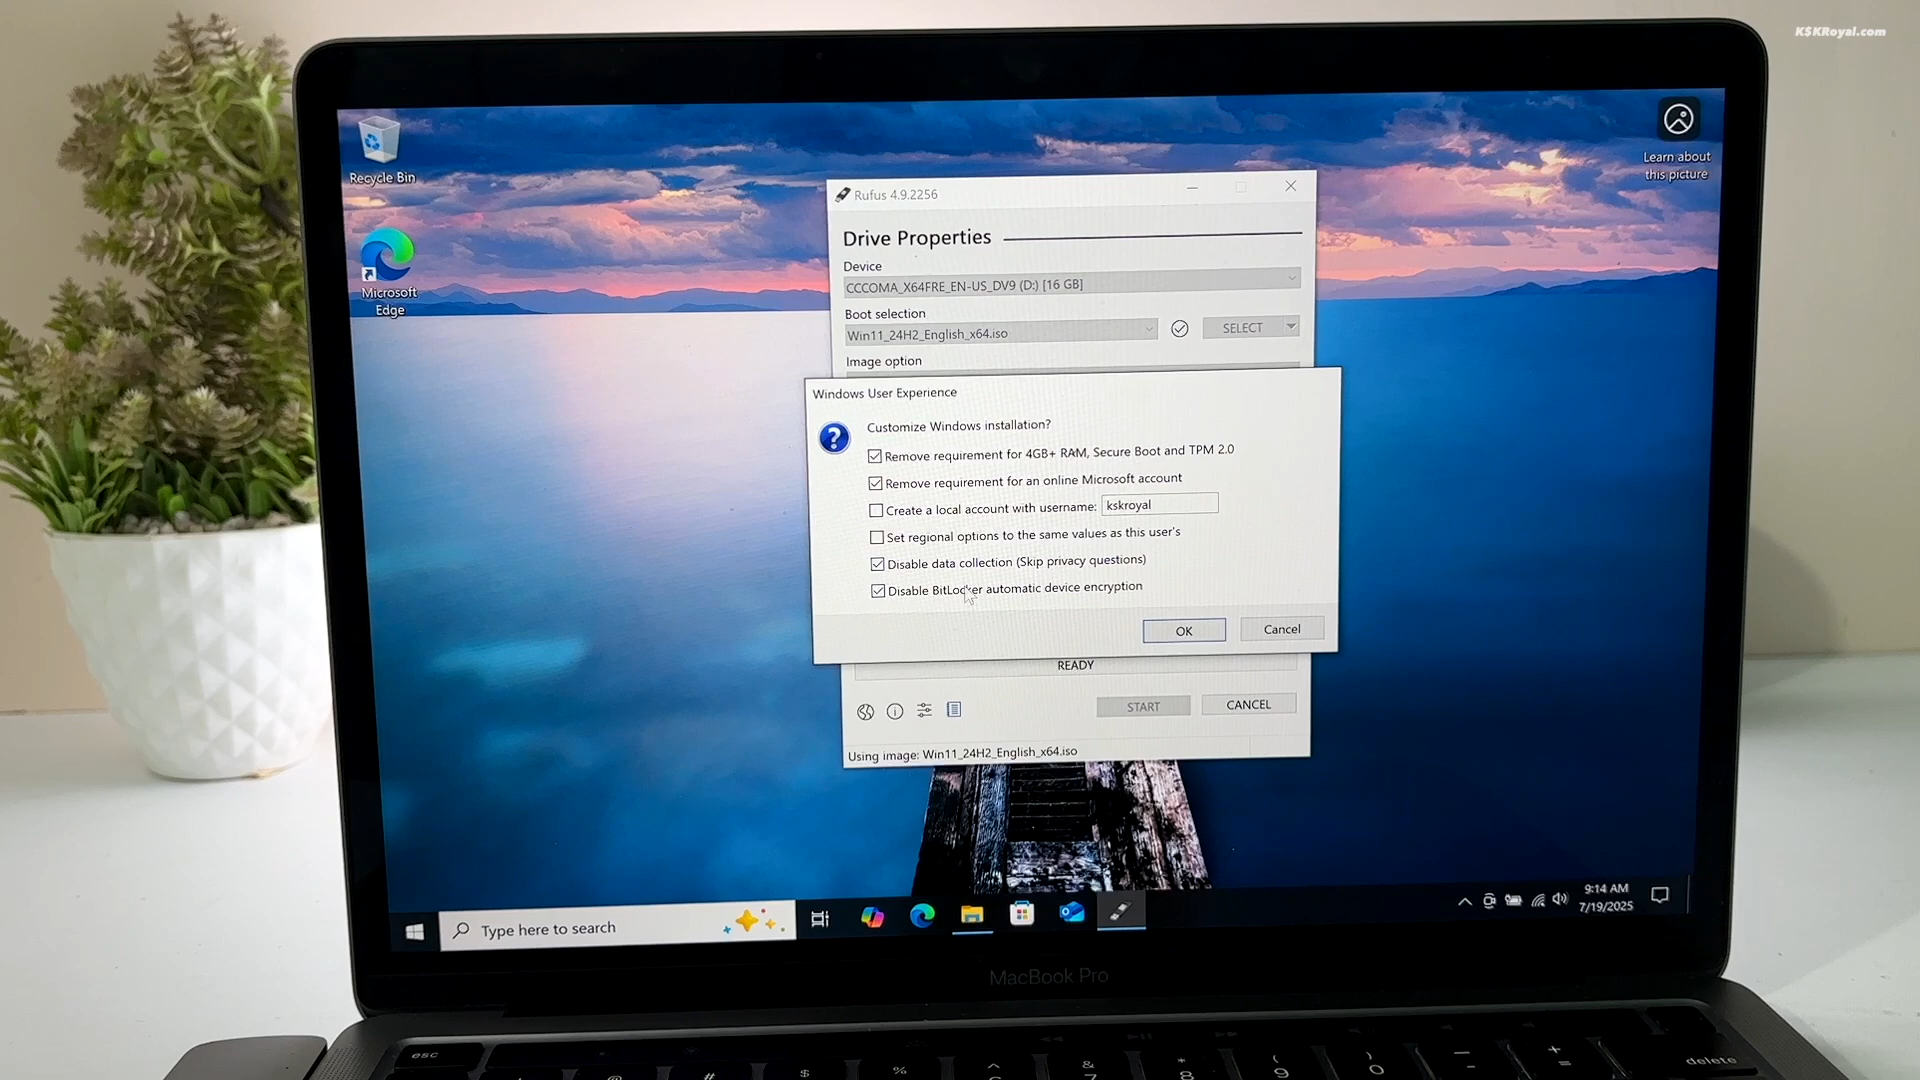 K$KRoyal.com
Recycle Bin
Learn about
this picture
Microsoft
Edge
Rufus 4.9.2256
Drive Properties
Device
CCCOMA_X64FRE_EN-US_DV9 (D:) [16 GB]
Boot selection
Win11_24H2_English_x64.iso
SELECT
Image option
Windows User Experience
Customize Windows installation?
Remove requirement for 4GB+ RAM, Secure Boot and TPM 2.0
Remove requirement for an online Microsoft account
Create a local account with username: kskroyal
Set regional options to the same values as this user's
Disable data collection (Skip privacy questions)
Disable BitLocker automatic device encryption
OK Cancel
READY
START CANCEL
Using image: Win11_24H2_English_x64.iso
Type here to search
9:14 AM
7/19/2025
MacBook Pro
esc
# $ % ^ & * ( ) — + =
7 8 9 0
delete